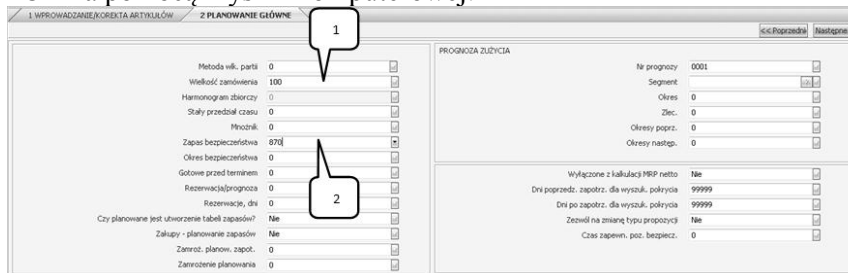 1 WPROWADZANIE/KOREKTA ARTYKUŁÓW
2 PLANOWANIE GŁÓWNE
1
<< Poprzedni
Następne
Metoda wlk. partii 0
Wielkość zamówienia 100
Harmonogram zbiorczy 0
Stały przedział czasu 0
Mnożnik 0
Zapas bezpieczeństwa 870
Okres bezpieczeństwa 0
Gotowe przed terminem 0
Rezerwacja/prognoza 0
Rezerwacje, dni 0
2
Czy planowane jest utworzenie tabeli zapasów? Nie
Zakupy - planowanie zapasów Nie
Zamroż. planow. zapot. 0
Zamrożenie planowania 0
PROGNOZA ZUŻYCIA
Nr prognozy 0001
Segment
Okres 0
Zlec. 0
Okresy poprz. 0
Okresy następ. 0
Wyłączone z kalkulacji MRP netto Nie
Dni poprzedz. zapotrz. dla wyszuk. pokrycia 99999
Dni po zapotrz. dla wyszuk. pokrycia 99999
Zezwól na zmianę typu propozycji Nie
Czas zapewn. poz. bezpiecz. 0